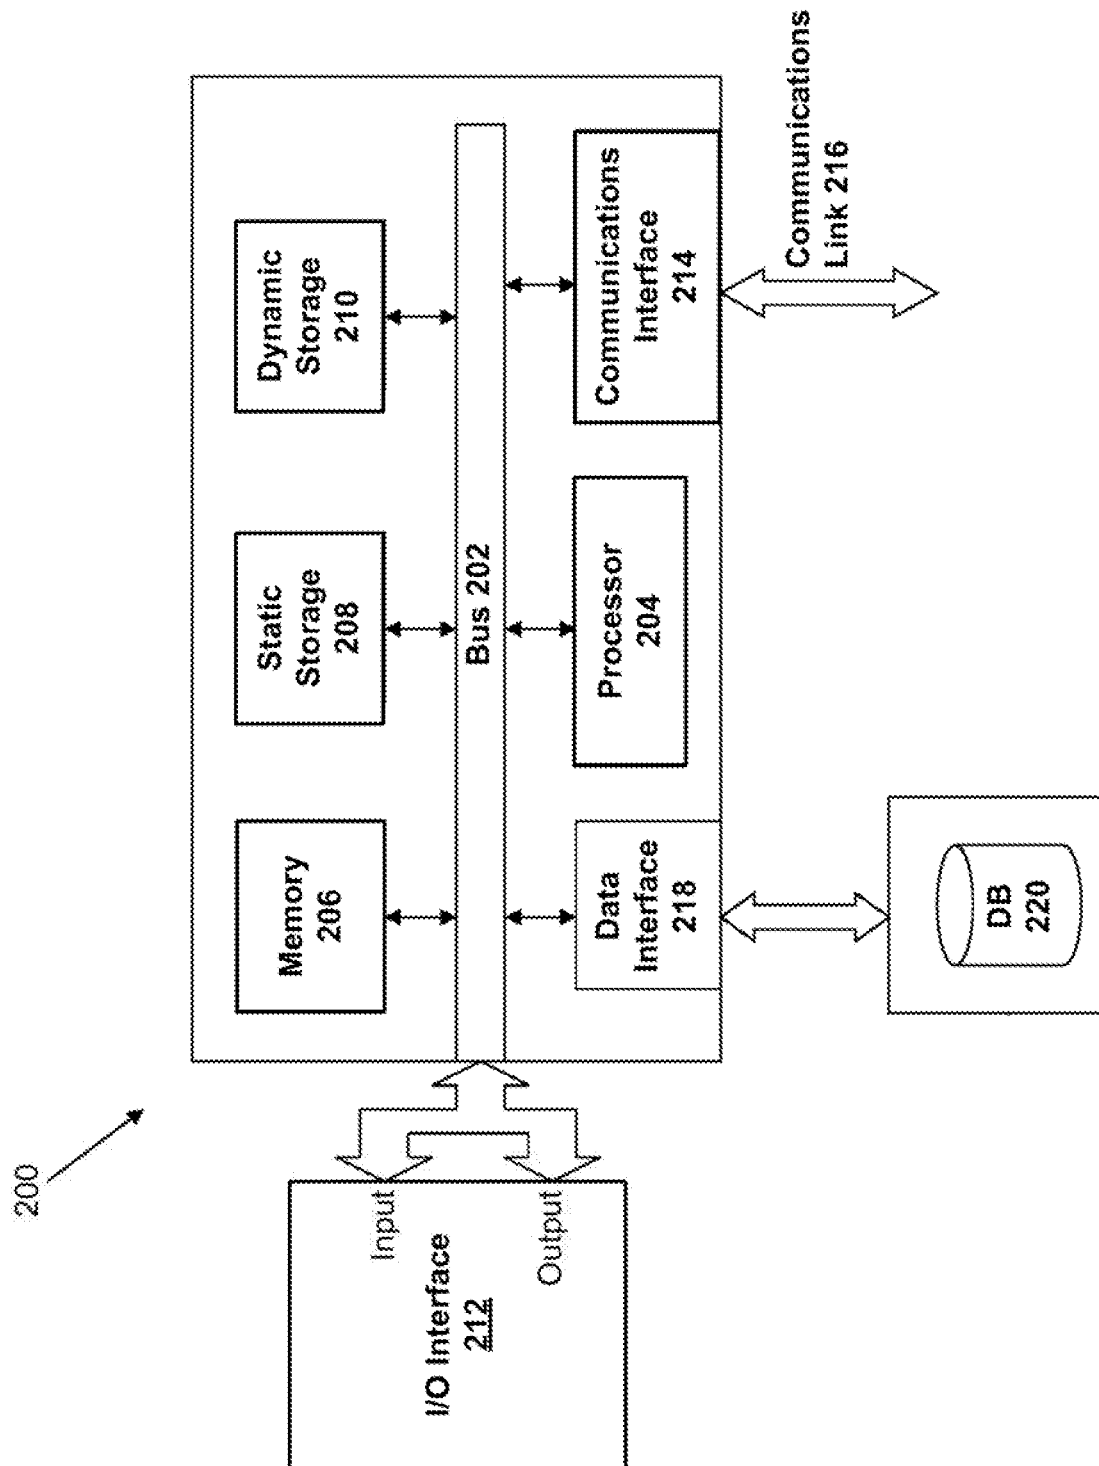 200
I/O Interface
212
Input
Output
Memory
206
Static
Storage
208
Dynamic
Storage
210
Bus 202
Data
Interface
218
Processor
204
Communications
Interface
214
Communications
Link 216
DB
220